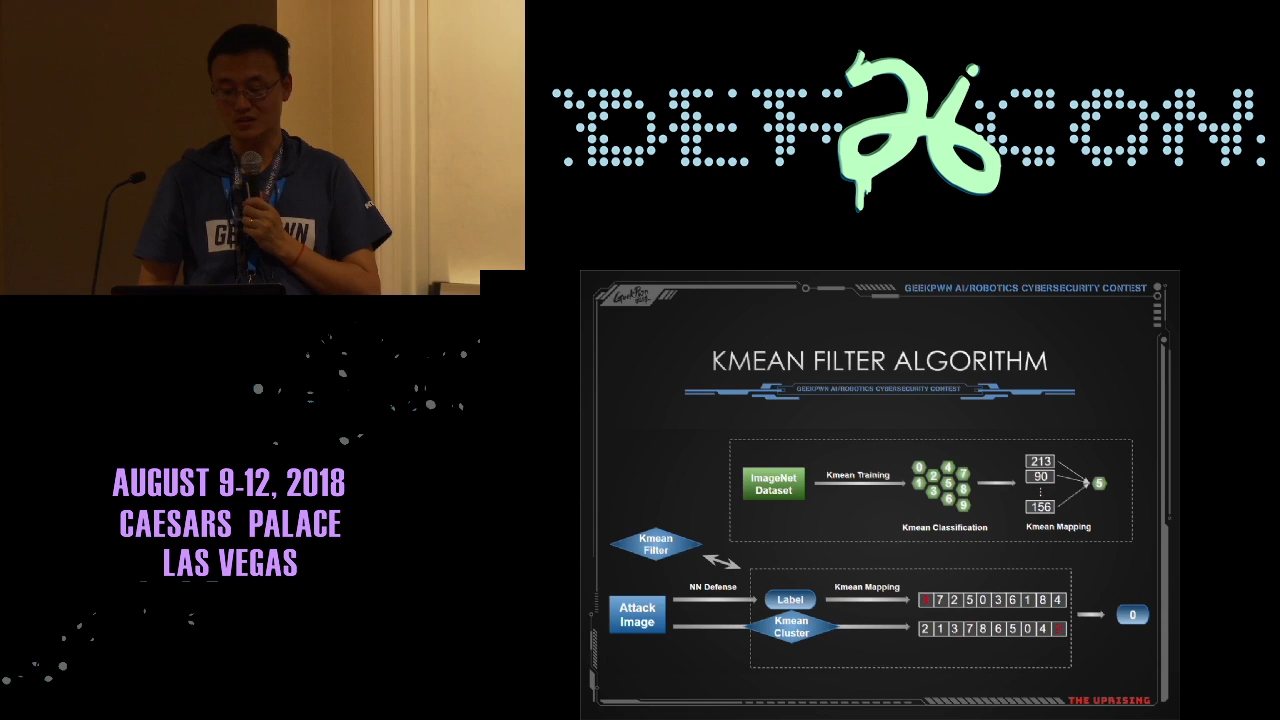 DEF CON
26
GEEKPWN
AUGUST 9-12, 2018
CAESARS PALACE
LAS VEGAS
GEEKPWN AI/ROBOTICS CYBERSECURITY CONTEST
KMEAN FILTER ALGORITHM
GEEKPWN AI/ROBOTICS CYBERSECURITY CONTEST
ImageNet
Dataset
Kmean Training
0 1 2 3 4 5 6 7 8 9
Kmean Classification
213
90
156
5
Kmean Mapping
Kmean
Filter
NN Defense
Kmean Mapping
Attack
Image
Label
7 2 5 0 3 6 1 8 4
Kmean
Cluster
2 1 3 7 8 6 5 0 4
0
THE UPRISING